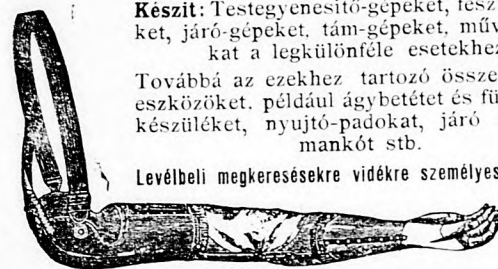 Készit: Testegyenesitő-gépeket, fesz
ket, járó-gépeket, tám-gépeket, műv
kat a legkülönféle esetekhez
Továbbá az ezekhez tartozó össze
eszközöket. például ágybetétet és fü
készüléket, nyujtó-padokat, járó
mankót stb.
Levélbeli megkeresésekre vidékre személyes